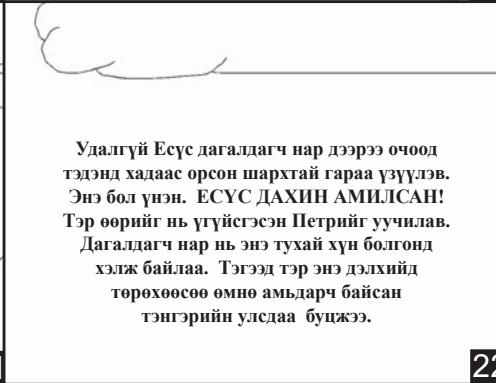 Удалгүй Есүс дагалдагч нар дээрээ очоод
тэдэнд хадаас орсон шархтай гараа үзүүлэв.
Энэ бол үнэн. ЕСҮС ДАХИН АМИЛСАН!
Тэр өөрийг нь үгүйсгэсэн Петрийг уучилав.
Дагалдагч нар нь энэ тухай хүн болгонд
хэлж байлаа. Тэгээд тэр энэ дэлхийд
төрөхөөсөө өмнө амьдарч байсан
тэнгэрийн улсдаа буцжээ.